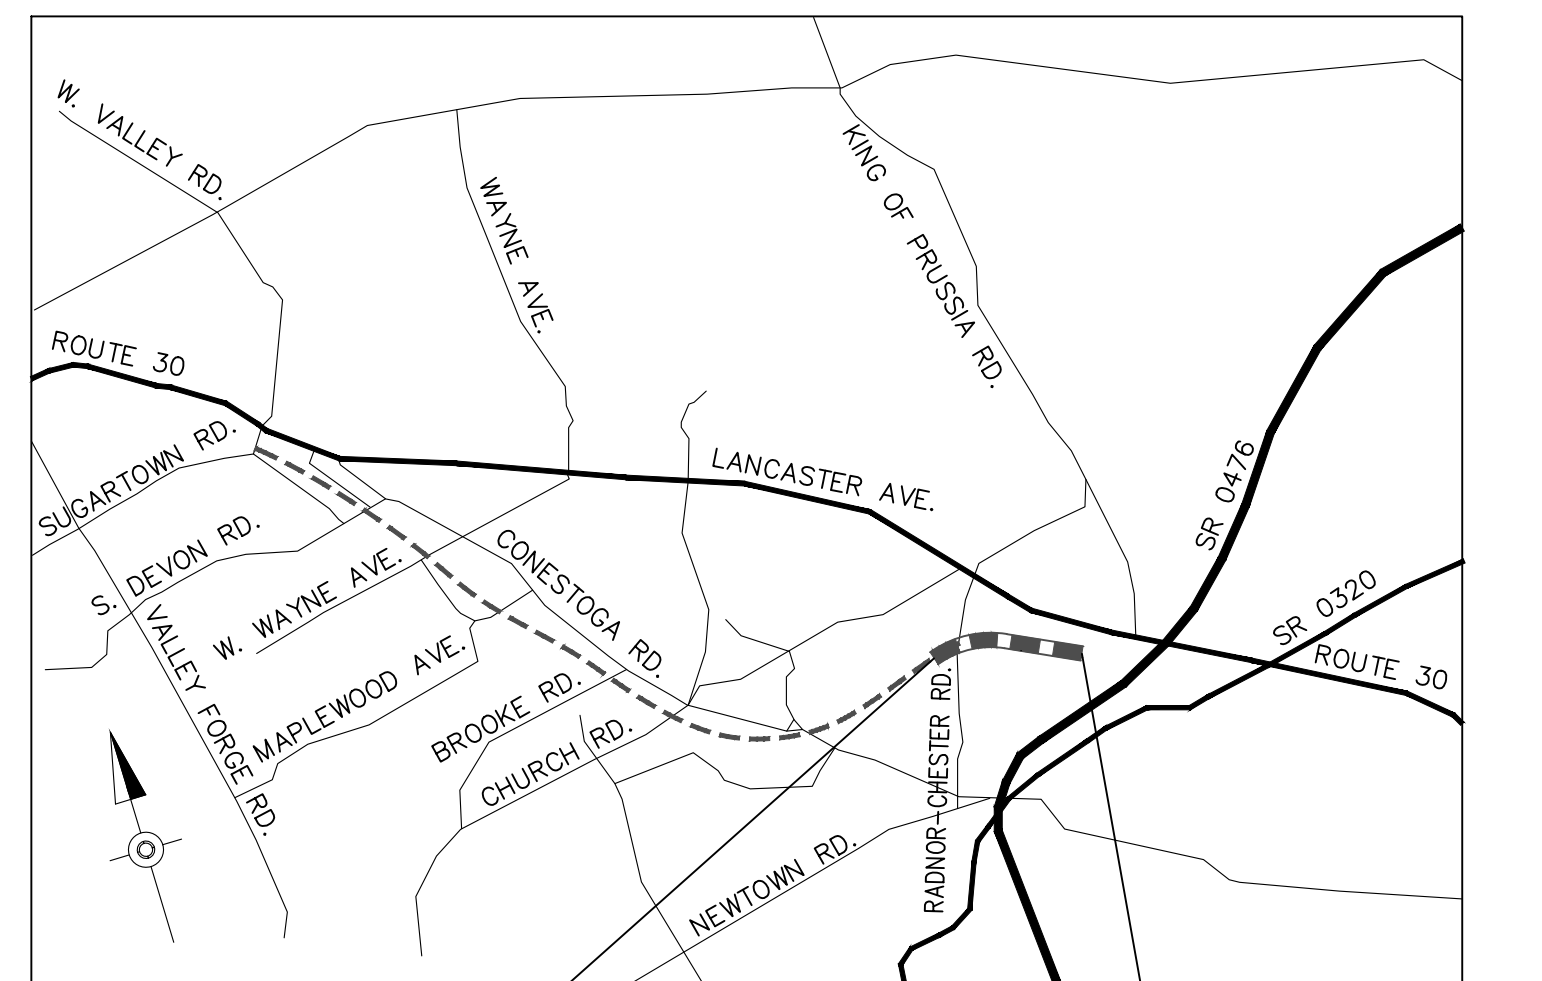 W. VALLEY RD.
WAYNE AVE.
KING OF PRUSSIA RD.
ROUTE 30
SUGARTOWN RD.
LANCASTER AVE.
SR 0476
S. DEVON RD.
W. WAYNE AVE.
CONESTOGA RD.
SR 0320
ROUTE 30
VALLEY FORGE RD.
MAPLEWOOD AVE.
BROOKE RD.
CHURCH RD.
RADNOR-CHESTER RD.
NEWTOWN RD.